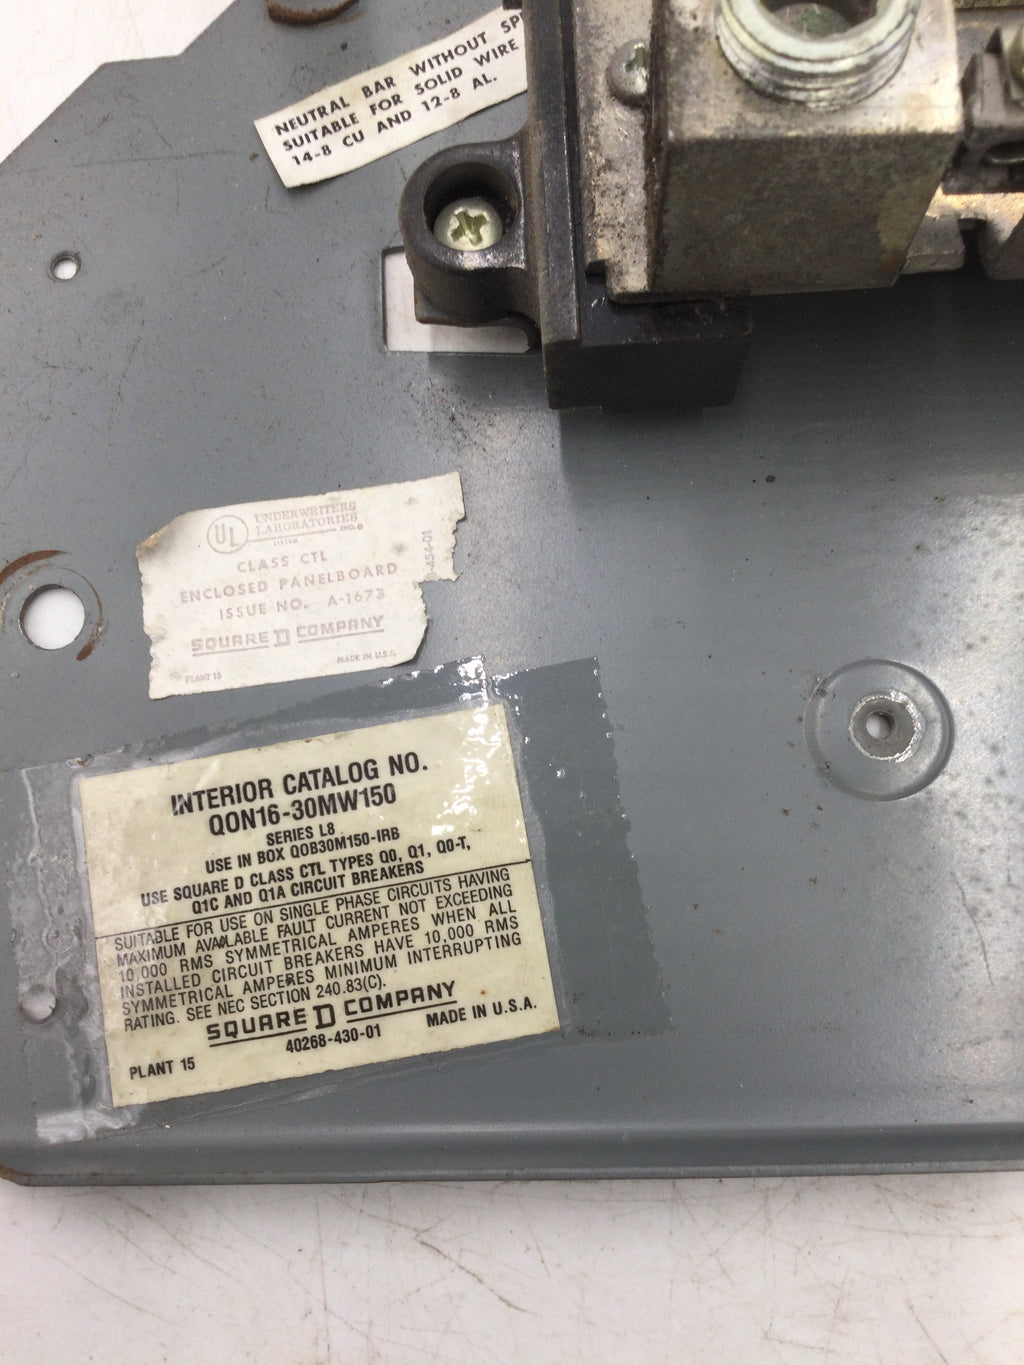 NEUTRAL BAR WITHOUT
SUITABLE FOR SOLID WIRE
14-8 CU AND 12-8 AL.
UL
UNDERWRITERS
LABORATORIES
INC.®
LISTED
CLASS CTL
ENCLOSED PANELBOARD
ISSUE NO. A-1673
SQUARE D COMPANY
PLANT 15
MADE IN U.S.A.
-454-01
INTERIOR CATALOG NO.
QON16-30MW150
SERIES L8
USE IN BOX QOB30M150-IRB
USE SQUARE D CLASS CTL TYPES QO, Q1, QO-T,
Q1C AND Q1A CIRCUIT BREAKERS
SUITABLE FOR USE ON SINGLE PHASE CIRCUITS HAVING
MAXIMUM AVAILABLE FAULT CURRENT NOT EXCEEDING
10,000 RMS SYMMETRICAL AMPERES WHEN ALL
INSTALLED CIRCUIT BREAKERS HAVE 10,000 RMS
SYMMETRICAL AMPERES MINIMUM INTERRUPTING
RATING. SEE NEC SECTION 240.83(C).
SQUARE D COMPANY
40268-430-01
MADE IN U.S.A.
PLANT 15